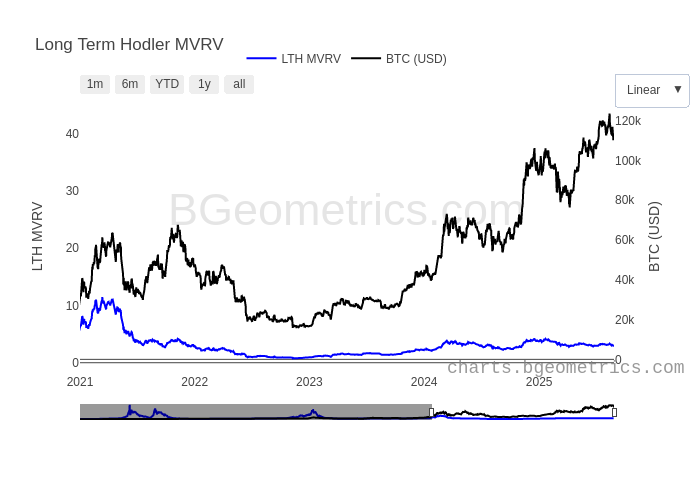 Long Term Hodler MVRV
LTH MVRV BTC (USD)
1m 6m YTD 1y all
Linear ▼
BGeometrics.com
LTH MVRV
40
30
20
10
0
BTC (USD)
120k
100k
80k
60k
40k
20k
0
2021 2022 2023 2024 2025
charts.bgeometrics.com